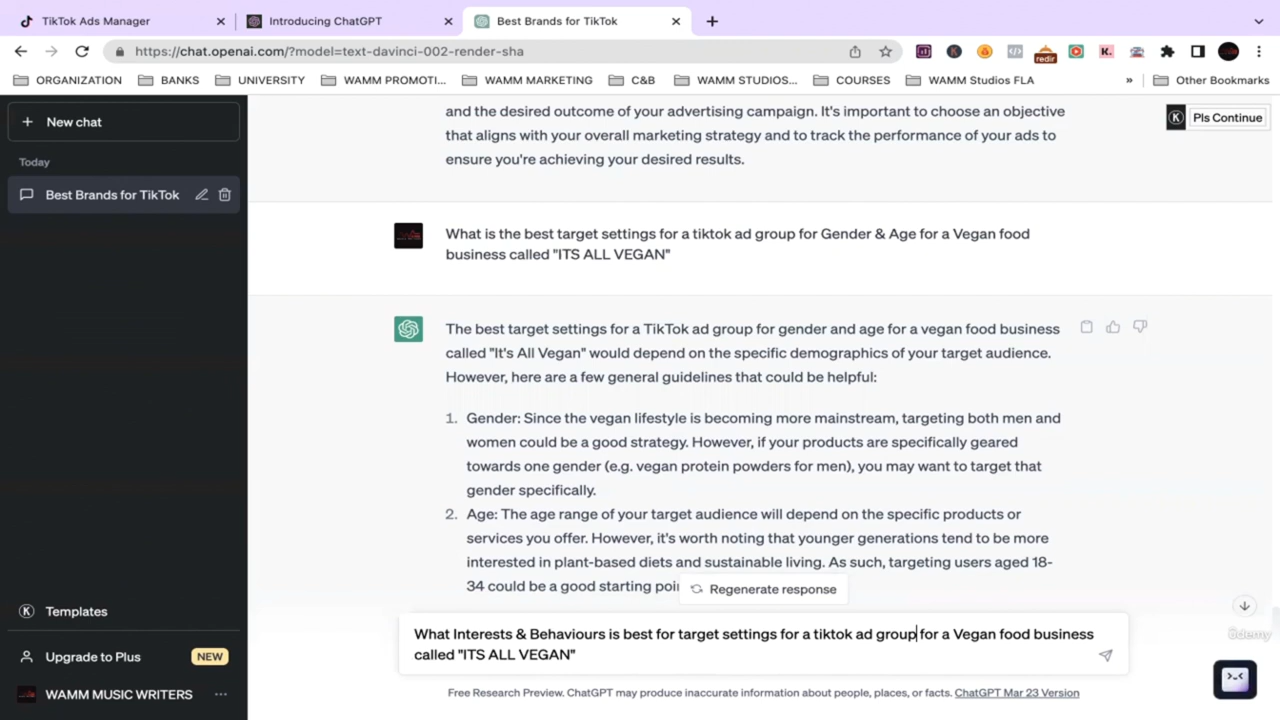 TikTok Ads Manager
Introducing ChatGPT
Best Brands for TikTok
https://chat.openai.com/?model=text-davinci-002-render-sha
redir
K.
ORGANIZATION
BANKS
UNIVERSITY
WAMM PROMOTI...
WAMM MARKETING
C&B
WAMM STUDIOS...
COURSES
WAMM Studios FLA
»
Other Bookmarks
+ New chat
Today
Best Brands for TikTok
and the desired outcome of your advertising campaign. It's important to choose an objective
that aligns with your overall marketing strategy and to track the performance of your ads to
ensure you're achieving your desired results.
K Pls Continue
What is the best target settings for a tiktok ad group for Gender & Age for a Vegan food
business called "ITS ALL VEGAN"
The best target settings for a TikTok ad group for gender and age for a vegan food business
called "It's All Vegan" would depend on the specific demographics of your target audience.
However, here are a few general guidelines that could be helpful:
1. Gender: Since the vegan lifestyle is becoming more mainstream, targeting both men and
women could be a good strategy. However, if your products are specifically geared
towards one gender (e.g. vegan protein powders for men), you may want to target that
gender specifically.
2. Age: The age range of your target audience will depend on the specific products or
services you offer. However, it's worth noting that younger generations tend to be more
interested in plant-based diets and sustainable living. As such, targeting users aged 18-
34 could be a good starting poi
Regenerate response
What Interests & Behaviours is best for target settings for a tiktok ad group for a Vegan food business
called "ITS ALL VEGAN"
Free Research Preview. ChatGPT may produce inaccurate information about people, places, or facts. ChatGPT Mar 23 Version
K Templates
Upgrade to Plus
NEW
WAMM MUSIC WRITERS
...
ûdemy